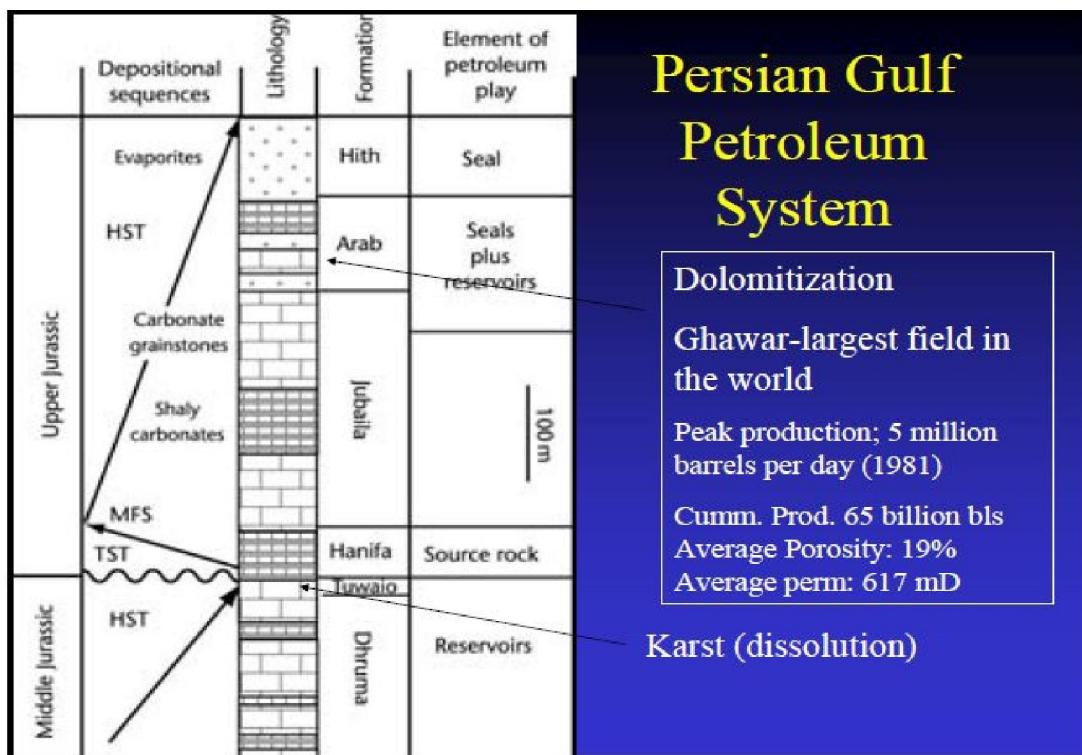 Depositional
sequences
Lithology
Formation
Element of
petroleum
play
Upper Jurassic
Middle Jurassic
Evaporites
HST
Carbonate
grainstones
Shaly
carbonates
MFS
TST
HST
Hith
Arab
Jubaila
Hanifa
Tuwaio
Dhruma
Seal
Seals
plus
reservoirs
100m
Source rock
Reservoirs
Persian Gulf
Petroleum
System
Dolomitization
Ghawar-largest field in
the world
Peak production; 5 million
barrels per day (1981)
Cumm. Prod. 65 billion bls
Average Porosity: 19%
Average perm: 617 mD
Karst (dissolution)